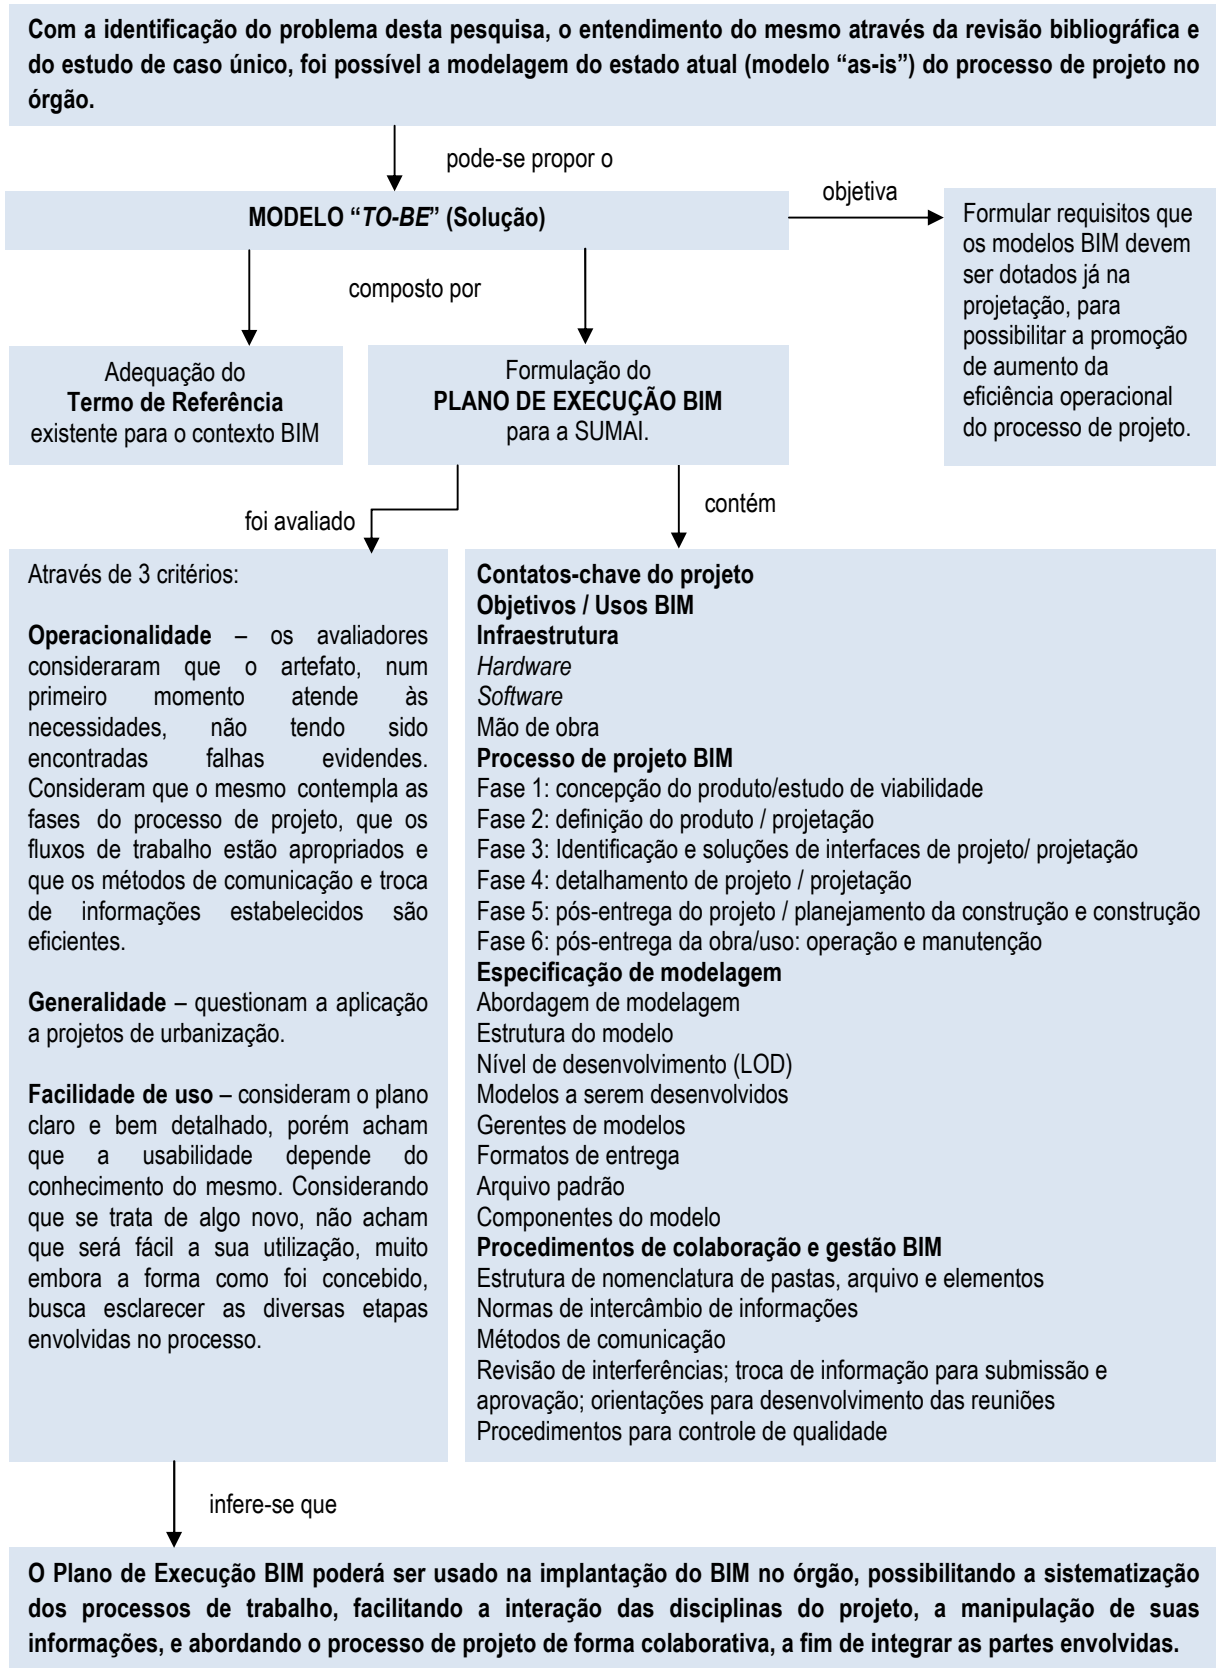 Com a identificação do problema desta pesquisa, o entendimento do mesmo através da revisão bibliográfica e
do estudo de caso único, foi possível a modelagem do estado atual (modelo “as-is”) do processo de projeto no
órgão.
pode-se propor o
MODELO “TO-BE” (Solução)
objetiva
Formular requisitos que
os modelos BIM devem
ser dotados já na
projetação, para
possibilitar a promoção
de aumento da
eficiência operacional
do processo de projeto.
composto por
Adequação do
Termo de Referência
existente para o contexto BIM
Formulação do
PLANO DE EXECUÇÃO BIM
para a SUMAI.
foi avaliado
contém
Através de 3 critérios:
Operacionalidade – os avaliadores
consideraram que o artefato, num
primeiro momento atende às
necessidades, não tendo sido
encontradas falhas evidendes.
Consideram que o mesmo contempla as
fases do processo de projeto, que os
fluxos de trabalho estão apropriados e
que os métodos de comunicação e troca
de informações estabelecidos são
eficientes.
Generalidade – questionam a aplicação
a projetos de urbanização.
Facilidade de uso – consideram o plano
claro e bem detalhado, porém acham
que a usabilidade depende do
conhecimento do mesmo. Considerando
que se trata de algo novo, não acham
que será fácil a sua utilização, muito
embora a forma como foi concebido,
busca esclarecer as diversas etapas
envolvidas no processo.
Contatos-chave do projeto
Objetivos / Usos BIM
Infraestrutura
Hardware
Software
Mão de obra
Processo de projeto BIM
Fase 1: concepção do produto/estudo de viabilidade
Fase 2: definição do produto / projetação
Fase 3: Identificação e soluções de interfaces de projeto/ projetação
Fase 4: detalhamento de projeto / projetação
Fase 5: pós-entrega do projeto / planejamento da construção e construção
Fase 6: pós-entrega da obra/uso: operação e manutenção
Especificação de modelagem
Abordagem de modelagem
Estrutura do modelo
Nível de desenvolvimento (LOD)
Modelos a serem desenvolvidos
Gerentes de modelos
Formatos de entrega
Arquivo padrão
Componentes do modelo
Procedimentos de colaboração e gestão BIM
Estrutura de nomenclatura de pastas, arquivo e elementos
Normas de intercâmbio de informações
Métodos de comunicação
Revisão de interferências; troca de informação para submissão e
aprovação; orientações para desenvolvimento das reuniões
Procedimentos para controle de qualidade
infere-se que
O Plano de Execução BIM poderá ser usado na implantação do BIM no órgão, possibilitando a sistematização
dos processos de trabalho, facilitando a interação das disciplinas do projeto, a manipulação de suas
informações, e abordando o processo de projeto de forma colaborativa, a fim de integrar as partes envolvidas.